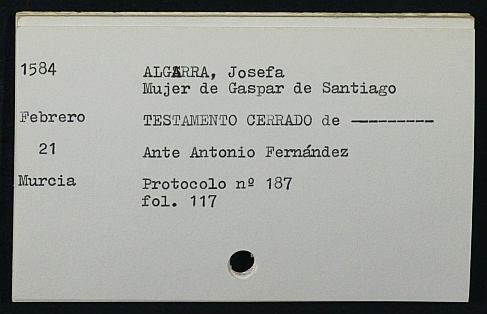 1584 ALGARRA, Josefa
Mujer de Gaspar de Santiago
Febrero TESTAMENTO CERRADO de ---------
21 Ante Antonio Fernández
Murcia Protocolo nº 187
fol. 117